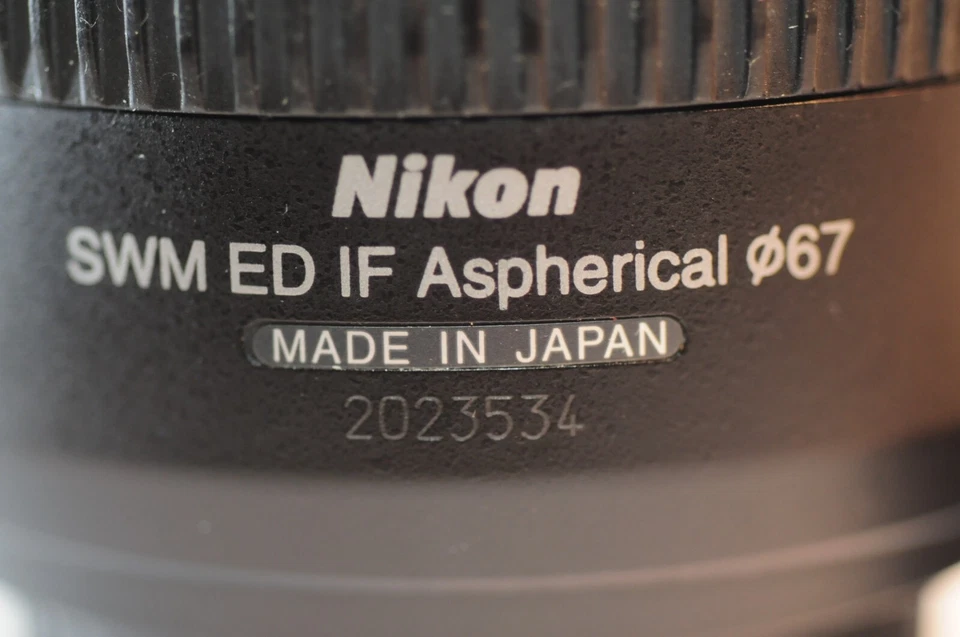 Nikon
SWM ED IF Aspherical ø67
MADE IN JAPAN
2023534